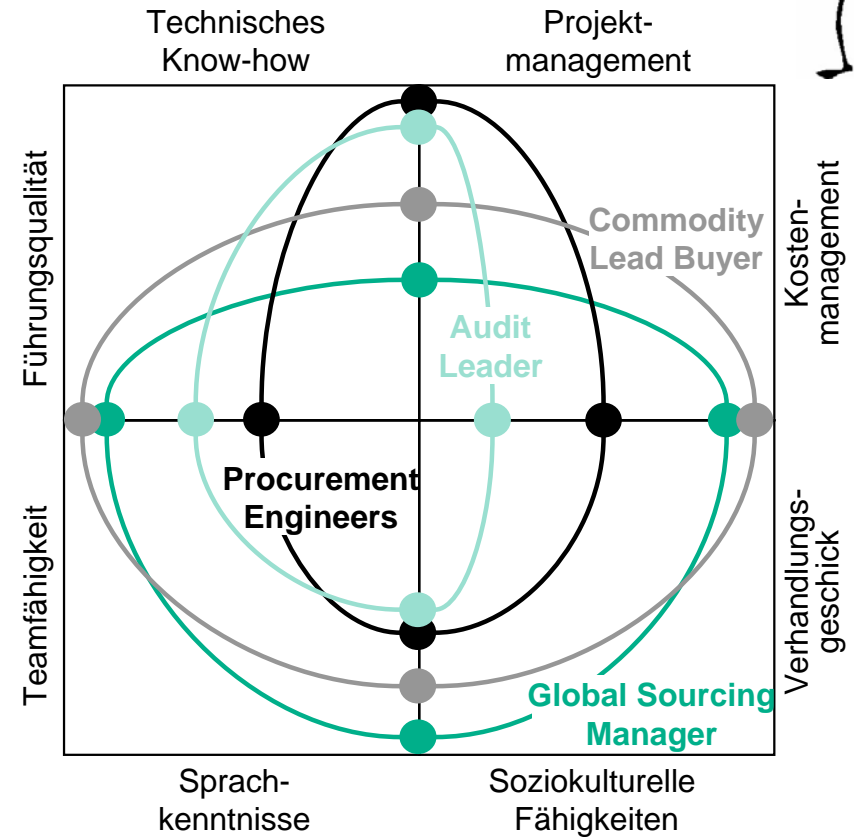 Technisches
Know-how
Projekt-
management
Führungsqualität
Kosten-
management
Commodity
Lead Buyer
Audit
Leader
Procurement
Engineers
Teamfähigkeit
Verhandlungs-
geschick
Global Sourcing
Manager
Sprach-
kenntnisse
Soziokulturelle
Fähigkeiten